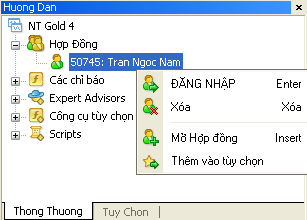 Huong Dan
NT Gold 4
Hợp Đồng
50745: Tran Ngoc Nam
Các chỉ báo
Expert Advisors
Công cụ tùy chọn
Scripts
ĐĂNG NHẬP Enter
Xóa Xóa
Mở Hợp đồng Insert
Thêm vào tùy chọn
Thong Thuong Tuy Chon